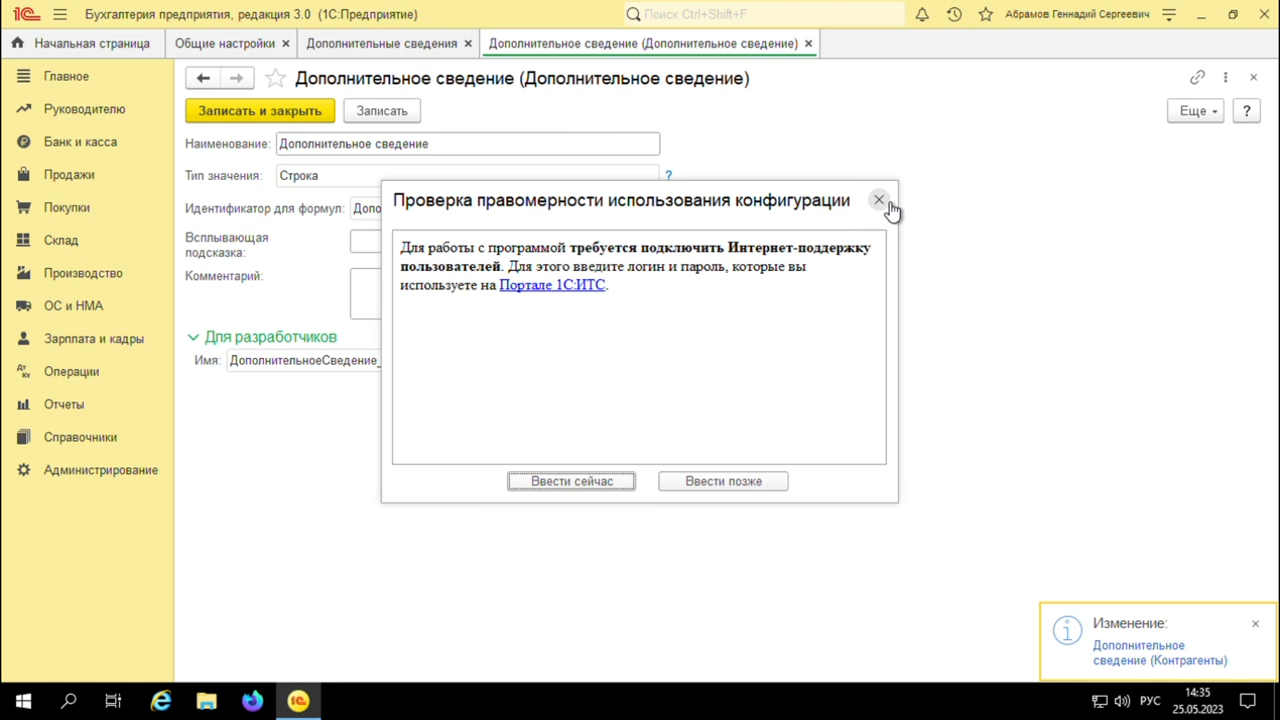 Бухгалтерия предприятия, редакция 3.0 (1С:Предприятие)
Поиск Ctrl+Shift+F
Абрамов Геннадий Сергеевич
Начальная страница
Общие настройки
Дополнительные сведения
Дополнительное сведение (Дополнительное сведение)
Главное
Руководителю
Банк и касса
Продажи
Покупки
Склад
Производство
ОС и НМА
Зарплата и кадры
Операции
Отчеты
Справочники
Администрирование
Дополнительное сведение (Дополнительное сведение)
Записать и закрыть
Записать
Еще
?
Наименование: Дополнительное сведение
Тип значения: Строка
?
Идентификатор для формул: Допо
Всплывающая
подсказка:
Комментарий:
Для разработчиков
Имя: ДополнительноеСведение_
Проверка правомерности использования конфигурации
Для работы с программой требуется подключить Интернет-поддержку
пользователей. Для этого введите логин и пароль, которые вы
используете на Портале 1С:ИТС.
Ввести сейчас
Ввести позже
Изменение:
Дополнительное
сведение (Контрагенты)
РУС
14:35
25.05.2023